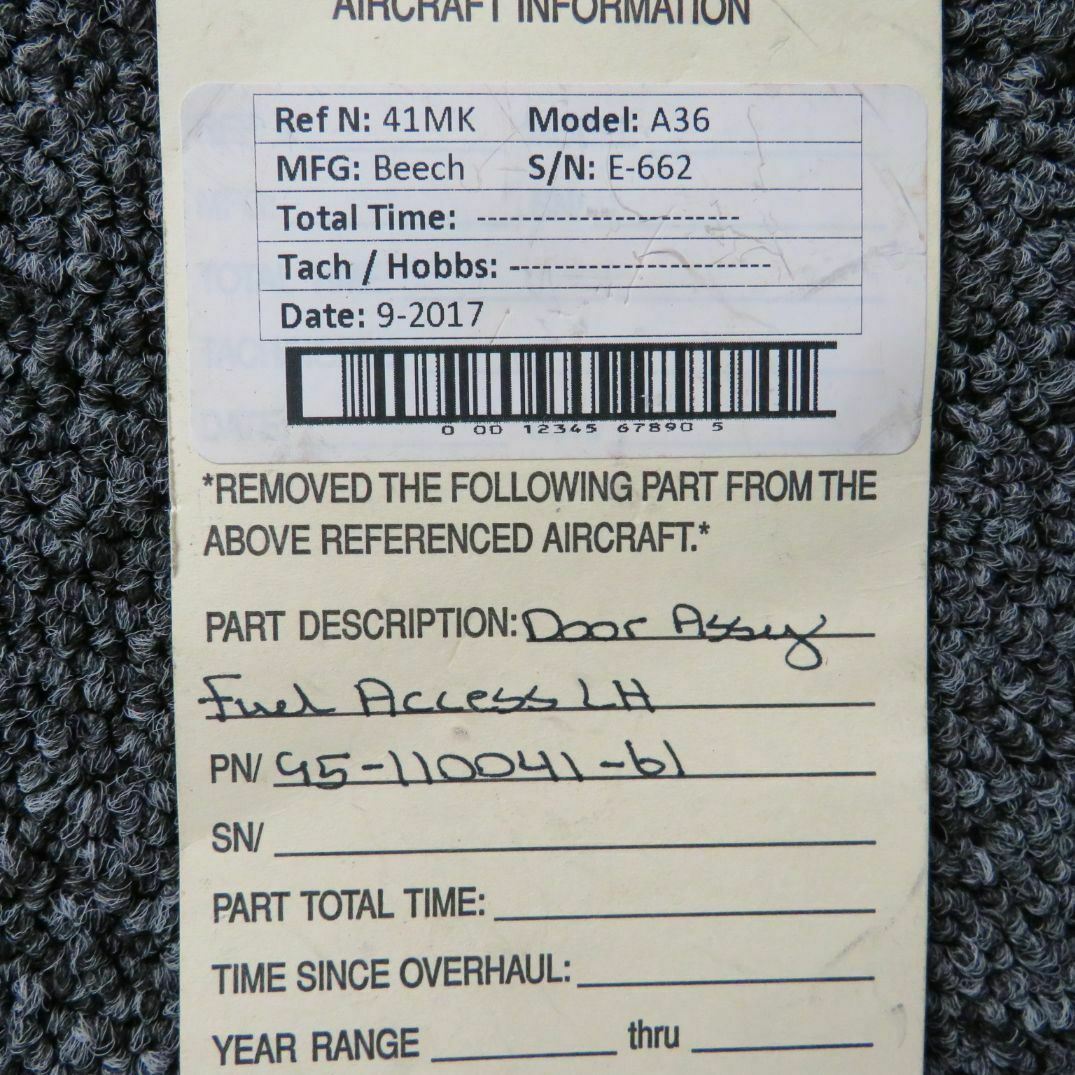 AIRCRAFT INFORMATION
Ref N: 41MK Model: A36
MFG: Beech S/N: E-662
Total Time: -----------------------
Tach / Hobbs: -----------------------
Date: 9-2017
0 00 12345 67890 5
*REMOVED THE FOLLOWING PART FROM THE
ABOVE REFERENCED AIRCRAFT.*
PART DESCRIPTION: Door Assy
Fuel Access LH
PN/ 95-110041-61
SN/
PART TOTAL TIME:
TIME SINCE OVERHAUL:
YEAR RANGE thru